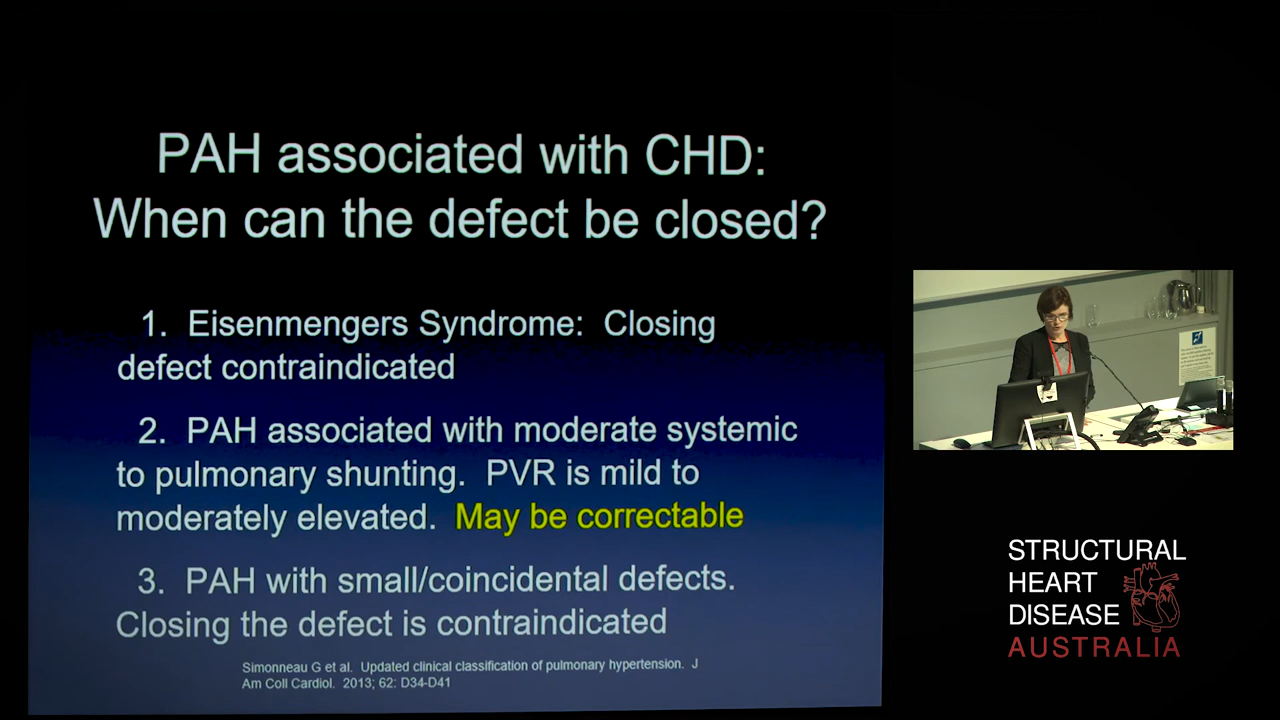 PAH associated with CHD:
When can the defect be closed?
1. Eisenmengers Syndrome: Closing
defect contraindicated
2. PAH associated with moderate systemic
to pulmonary shunting. PVR is mild to
moderately elevated. May be correctable
3. PAH with small/coincidental defects.
Closing the defect is contraindicated
Simonneau G et al. Updated clinical classification of pulmonary hypertension. J
Am Coll Cardiol. 2013; 62: D34-D41
STRUCTURAL
HEART
DISEASE
AUSTRALIA